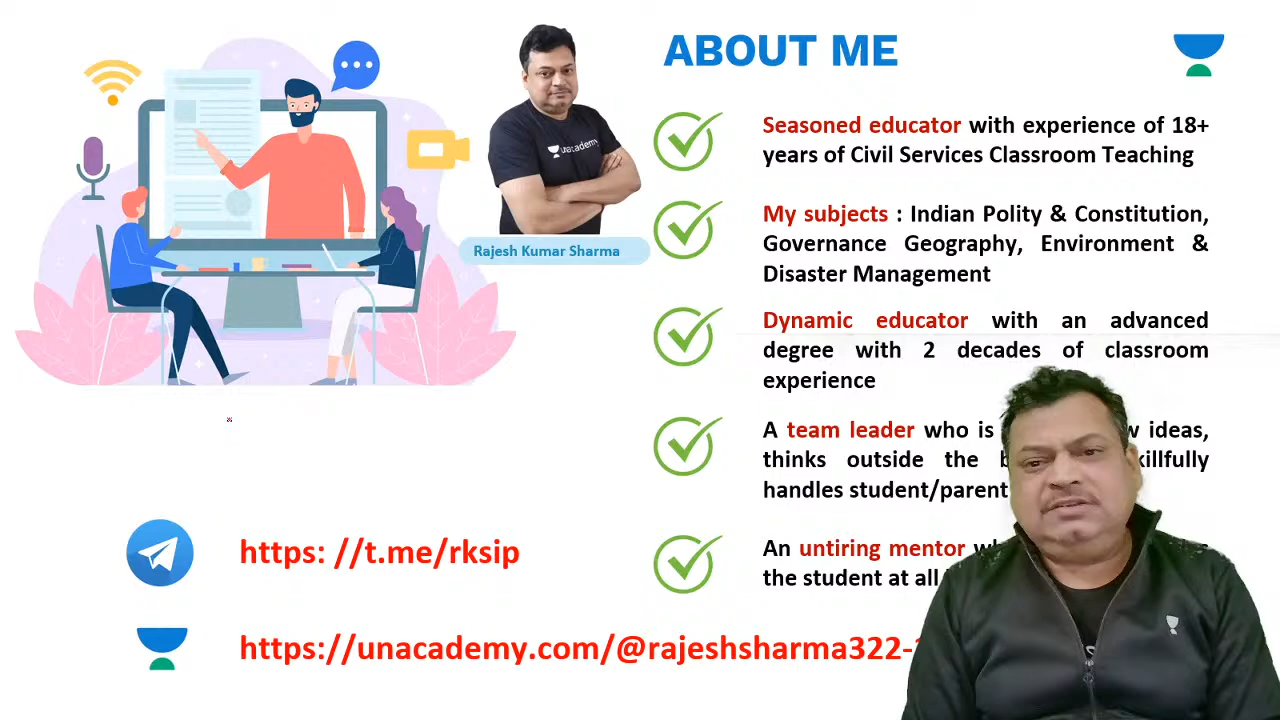 ABOUT ME
unacademy
Rajesh Kumar Sharma
Seasoned educator with experience of 18+
years of Civil Services Classroom Teaching
My subjects : Indian Polity & Constitution,
Governance Geography, Environment &
Disaster Management
Dynamic educator with an advanced
degree with 2 decades of classroom
experience
A team leader who is ideas,
thinks outside the
handles student/parent
An untiring mentor
the student at all
https: //t.me/rksip
https://unacademy.com/@rajeshsharma322-